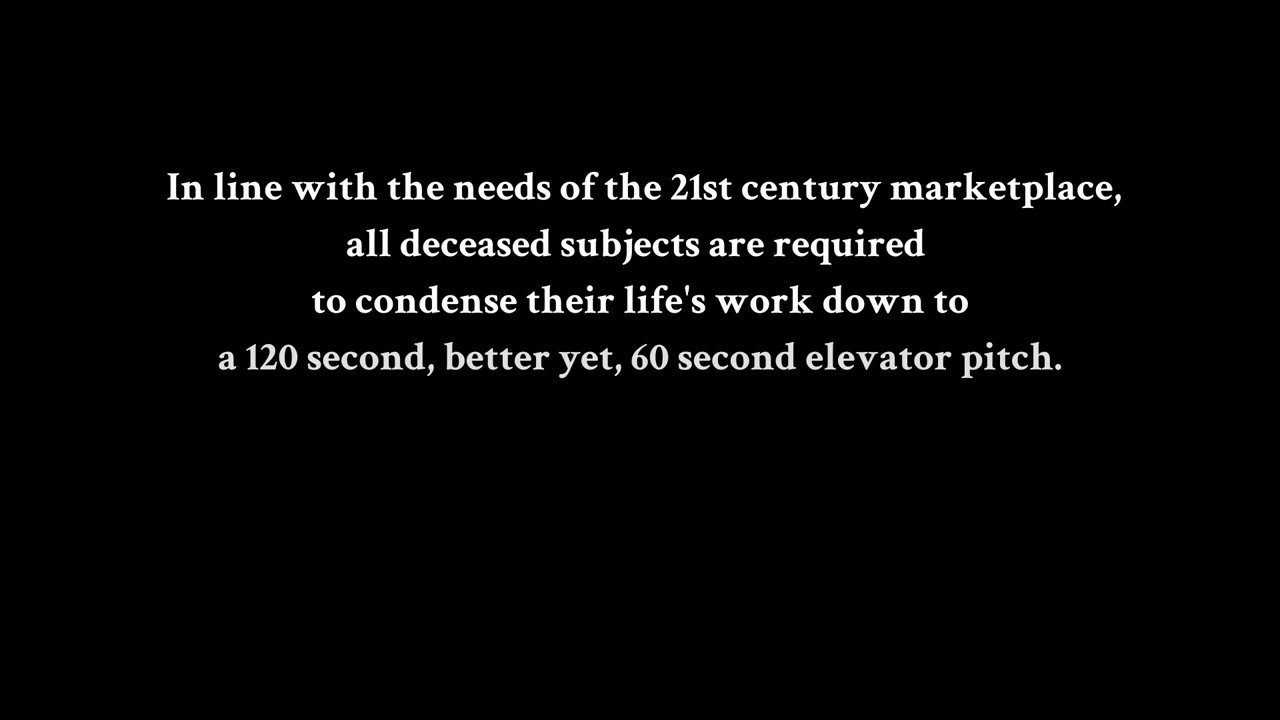 In line with the needs of the 21st century marketplace,
all deceased subjects are required
to condense their life's work down to
a 120 second, better yet, 60 second elevator pitch.